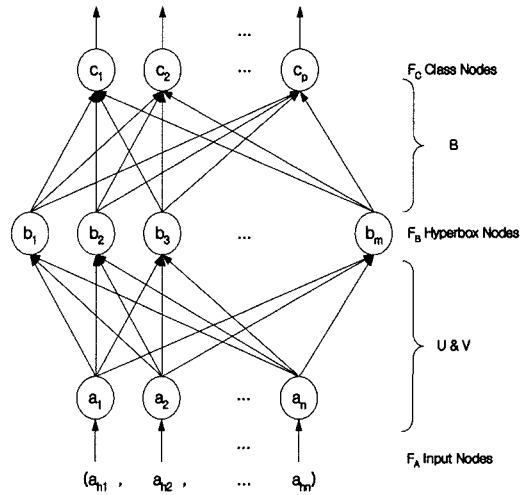 ...
c1 c2 ... cp FC Class Nodes
B
b1 b2 b3 ... bm FB Hyperbox Nodes
U & V
a1 a2 ... an
...
FA Input Nodes
(ah1 , ah2 , ... ahn)